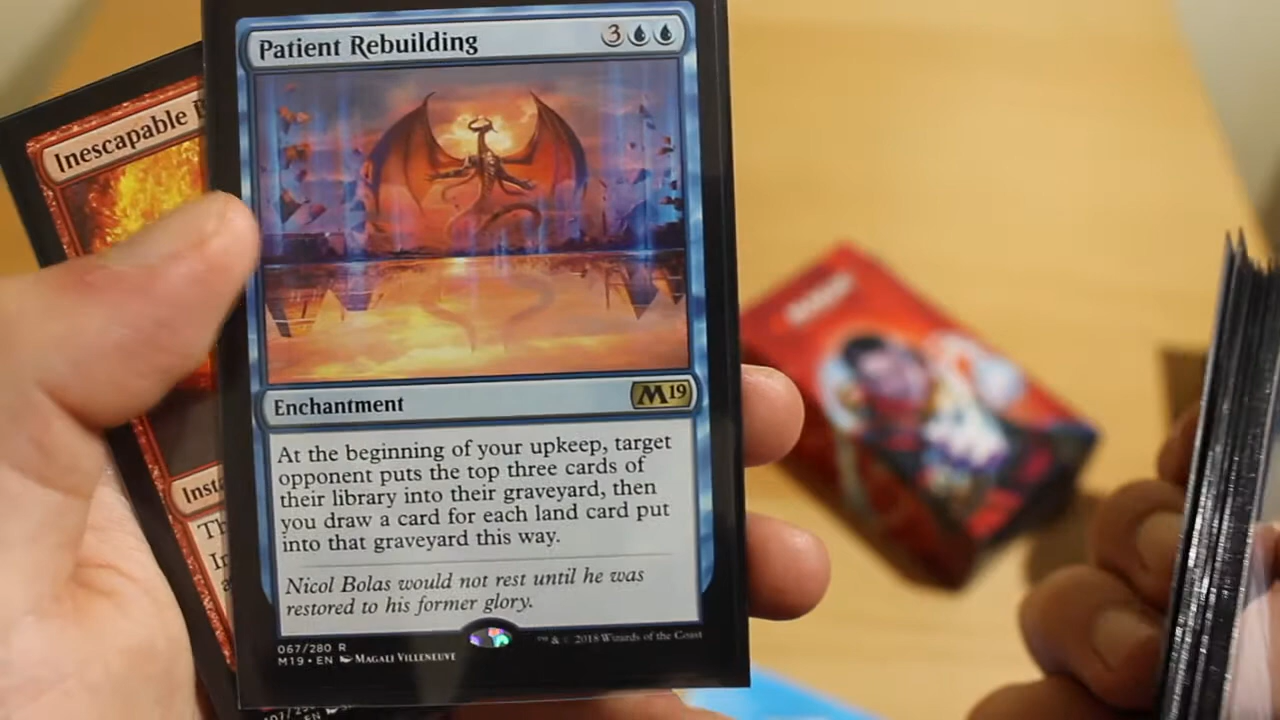 Patient Rebuilding
3
Inescapable
Enchantment
M19
At the beginning of your upkeep, target
opponent puts the top three cards of
their library into their graveyard, then
you draw a card for each land card put
into that graveyard this way.
Nicol Bolas would not rest until he was
restored to his former glory.
067/280 R
M19 • EN MAGALI VILLENEUVE
™ & © 2018 Wizards of the Coast
EN